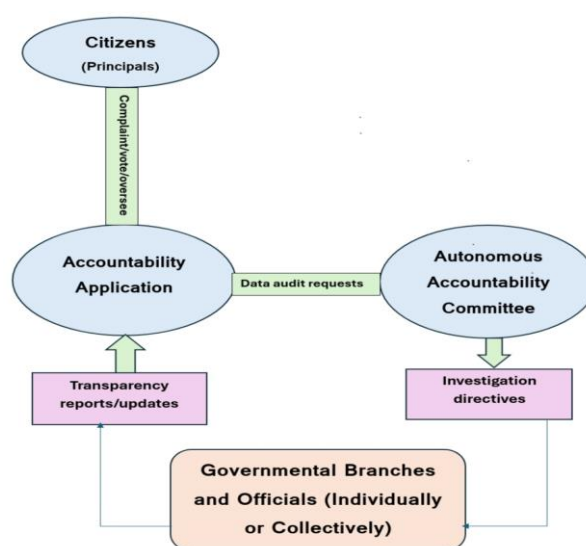 Citizens
(Principals)
Complaint/vote/oversee
Accountability
Application
Data audit requests
Autonomous
Accountability
Committee
Transparency
reports/updates
Investigation
directives
Governmental Branches
and Officials (Individually
or Collectively)